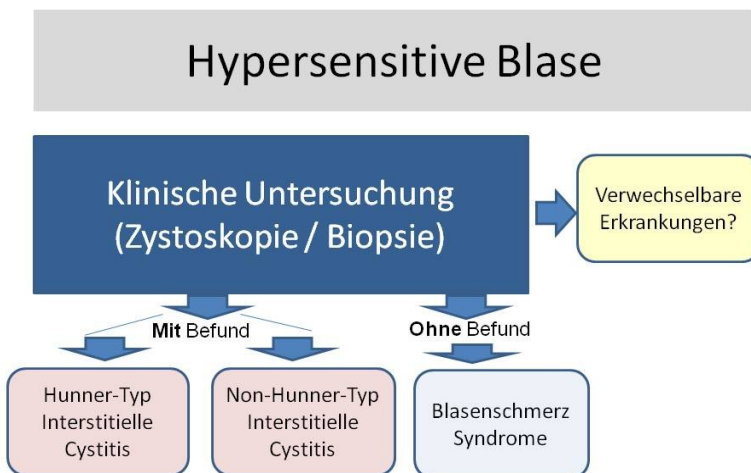 Hypersensitive Blase
Klinische Untersuchung
(Zystoskopie / Biopsie)
Verwechselbare
Erkrankungen?
Mit Befund
Ohne Befund
Hunner-Typ
Interstitielle
Cystitis
Non-Hunner-Typ
Interstitielle
Cystitis
Blasenschmerz
Syndrome